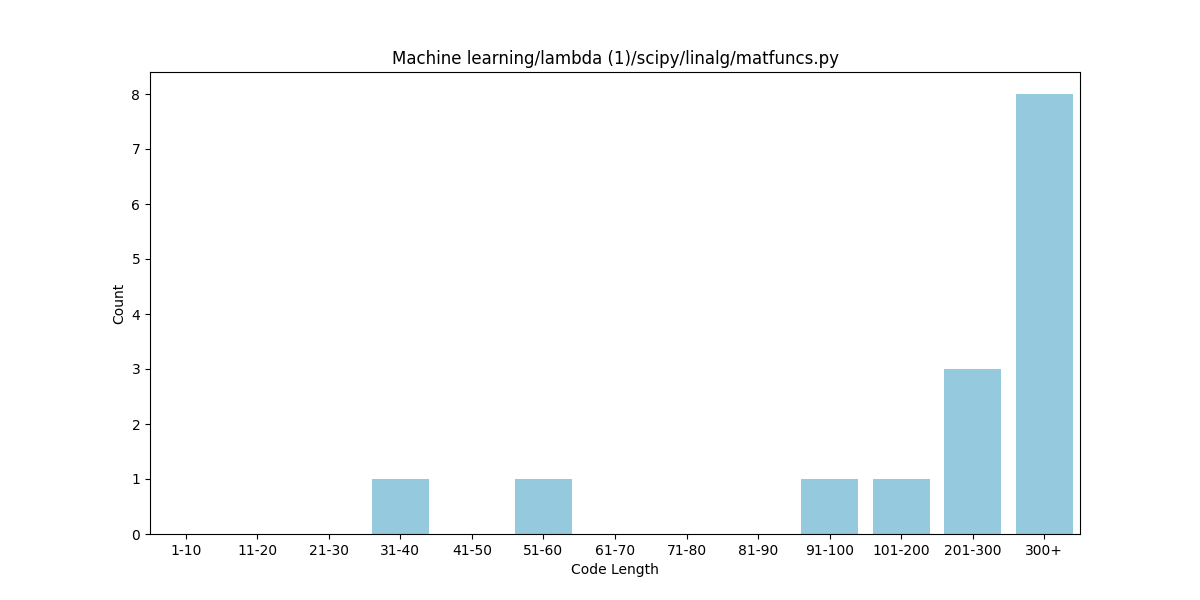 Machine learning/lambda (1)/scipy/linalg/matfuncs.py
8
7
6
5
4
3
2
1
0
Count
1-10 11-20 21-30 31-40 41-50 51-60 61-70 71-80 81-90 91-100 101-200 201-300 300+
Code Length